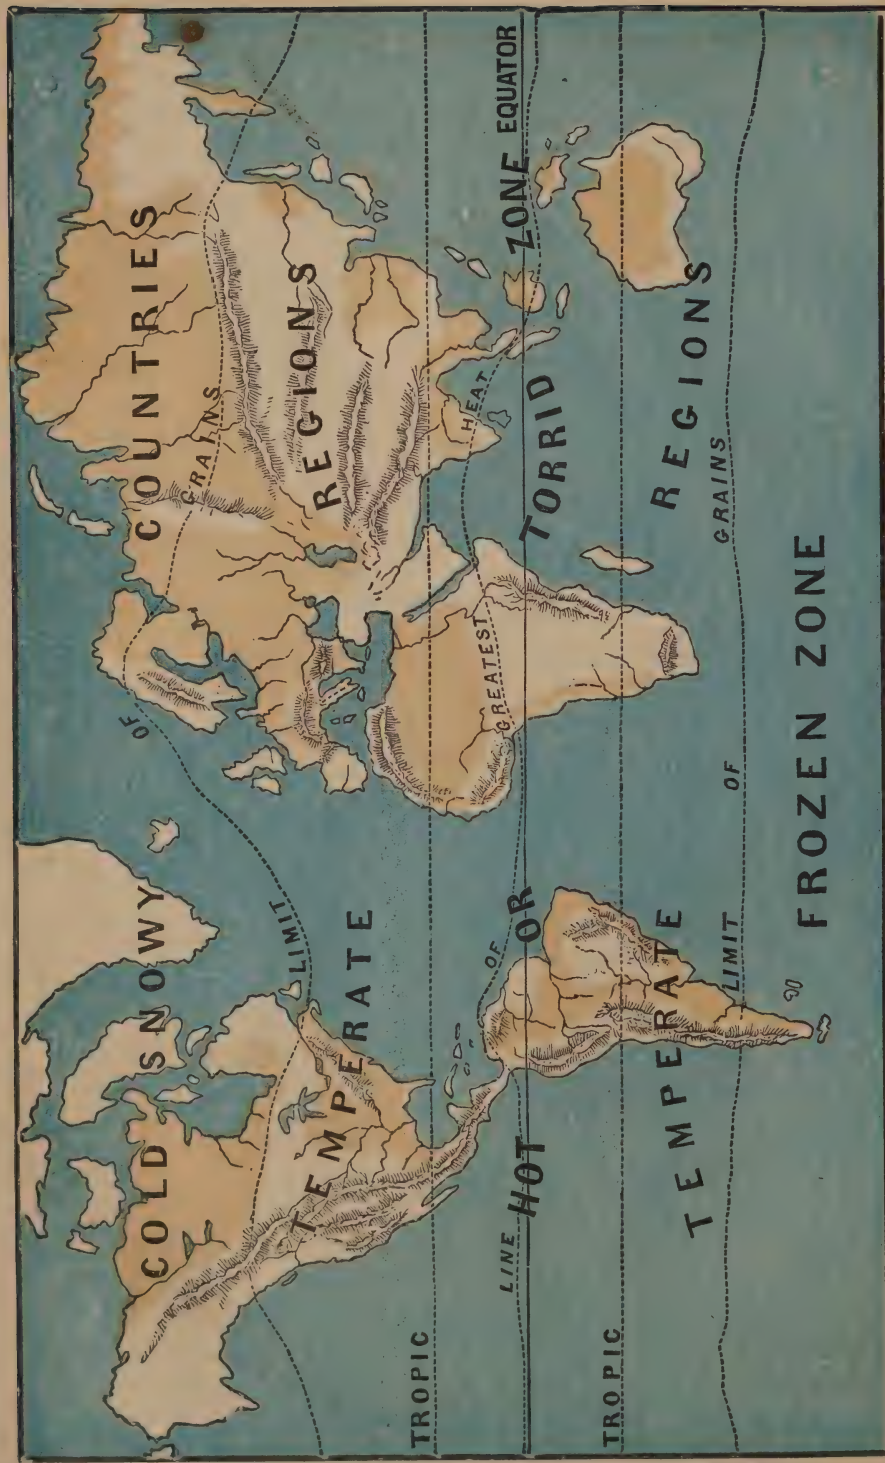 COLD SNOWY COUNTRIES
LIMIT OF GRAINS
TEMPERATE REGIONS
TROPIC
LINE OF GREATEST HEAT
HOT OR TORRID ZONE EQUATOR
TROPIC
TEMPERATE REGIONS
LIMIT OF GRAINS
FROZEN ZONE